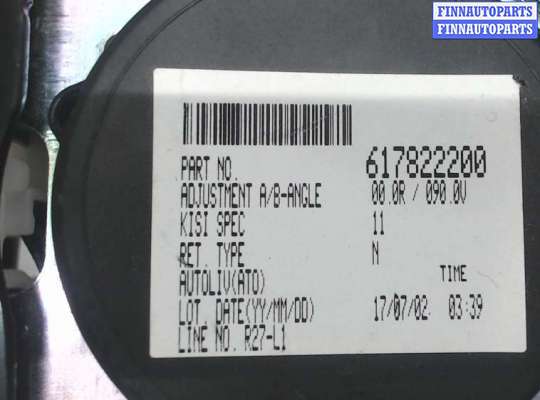 FINNAUTOPARTS
FINNAUTOPARTS
PART NO. 617822200
ADJUSTMENT A/B-ANGLE 00.0R / 090.0V
KISI SPEC 11
RET. TYPE N
AUTOLIV(ATO) TIME
LOT. DATE(YY/MM/DD) 17/07/02 03:39
LINE NO. R27-L1